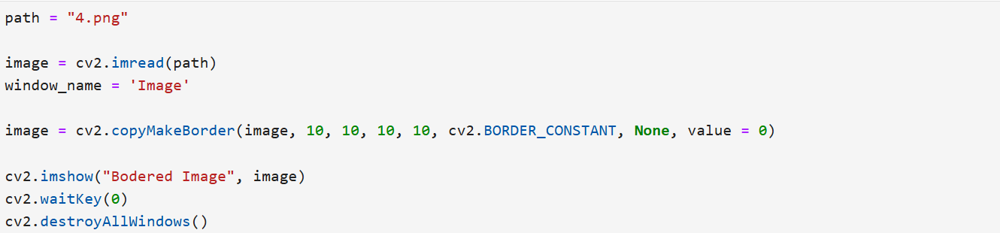 path = "4.png"
image = cv2.imread(path)
window_name = 'Image'
image = cv2.copyMakeBorder(image, 10, 10, 10, 10, cv2.BORDER_CONSTANT, None, value = 0)
cv2.imshow("Bodered Image", image)
cv2.waitKey(0)
cv2.destroyAllWindows()